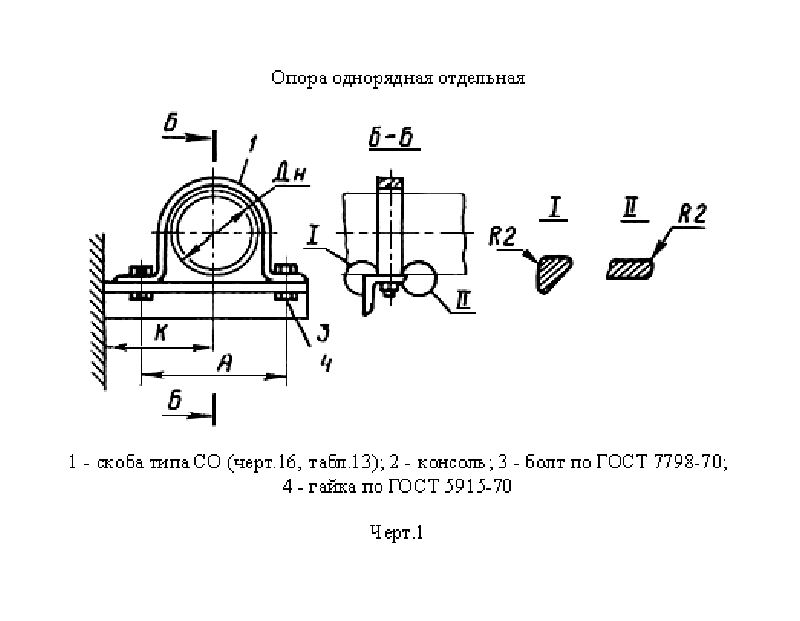 Опора однорядная отдельная
Б
1
Дн
Б-Б
I
II
R2
R2
I
II
К
3
А
4
Б
1 - скоба типа СО (черт.16, табл.13); 2 - консоль; 3 - болт по ГОСТ 7798-70;
4 - гайка по ГОСТ 5915-70
Черт.1